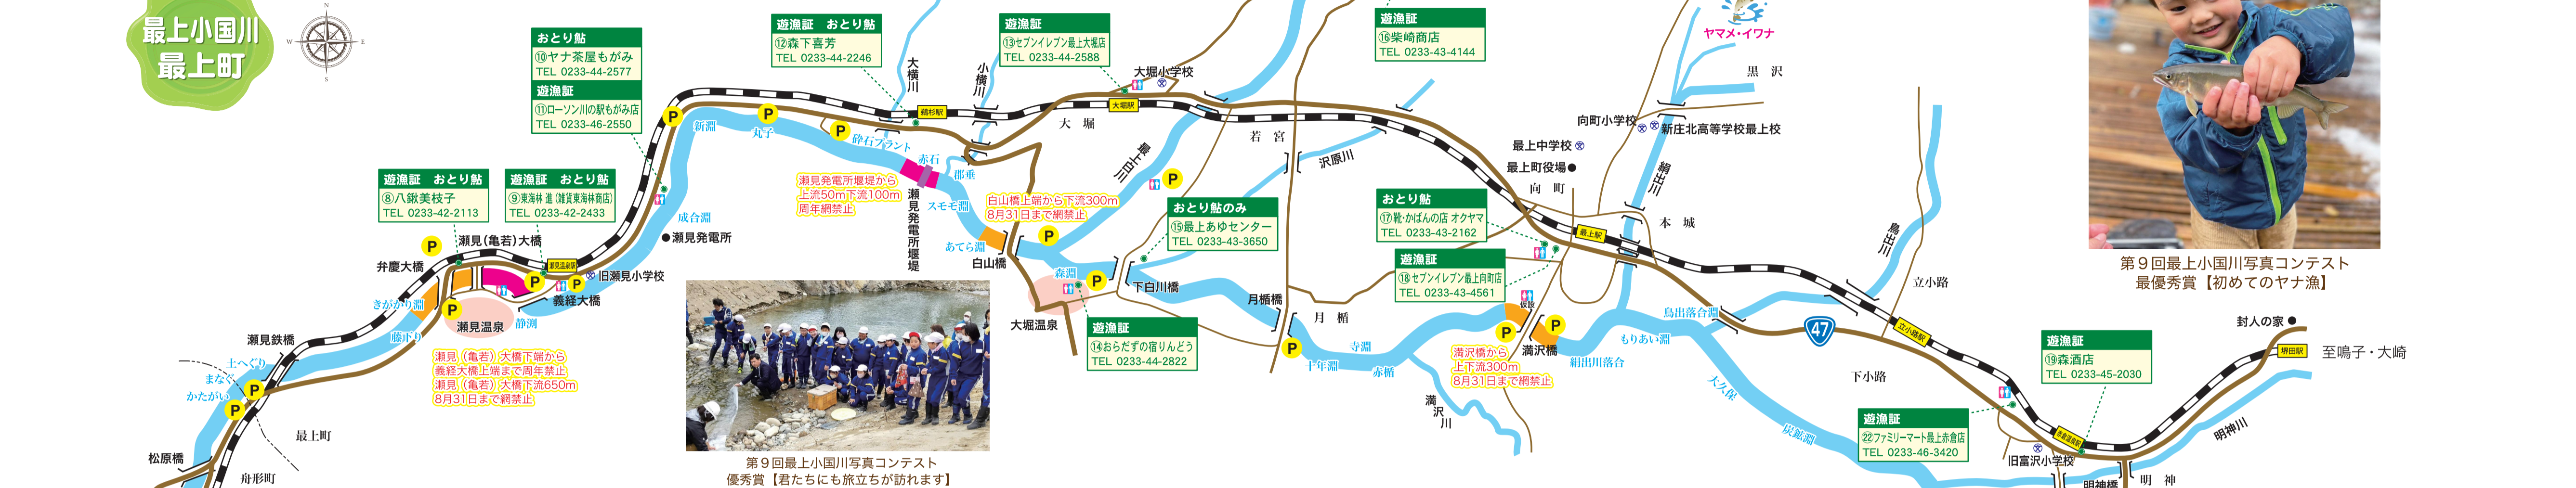 最上小国川
最上町
N
W
E
S
おとり鮎
⑩ヤナ茶屋もがみ
TEL 0233-44-2577
遊漁証
⑪ローソン川の駅もがみ店
TEL 0233-46-2550
遊漁証 おとり鮎
⑫森下喜芳
TEL 0233-44-2246
遊漁証
⑬セブンイレブン最上大堀店
TEL 0233-44-2588
遊漁証
⑯柴崎商店
TEL 0233-43-4144
ヤマメ・イワナ
黒 沢
大横川
小横川
大堀小学校
大堀駅
大 堀
鵜杉駅
P
新淵
P
丸子
P
砕石プラント
赤石
郡垂
スモモ淵
あてら淵
瀬見発電所堰堤から
上流50m下流100m
周年網禁止
瀬見発電所堰堤
白山橋上端から下流300m
8月31日まで網禁止
白山橋
最上白川
P
P
若 宮
沢原川
向町小学校
新庄北高等学校最上校
最上中学校
最上町役場
向 町
絹出川
本 城
最上駅
遊漁証 おとり鮎
⑧八鍬美枝子
TEL 0233-42-2113
遊漁証 おとり鮎
⑨東海林 進(雑貨東海林商店)
TEL 0233-42-2433
成合淵
瀬見発電所
瀬見(亀若)大橋
P
弁慶大橋
瀬見温泉駅
旧瀬見小学校
P
P
義経大橋
きがかり淵
P
瀬見温泉
静渕
藤下り
瀬見鉄橋
土へぐり
まなぐ
かたがい
P
P
瀬見(亀若)大橋下端から
義経大橋上端まで周年禁止
瀬見(亀若)大橋下流650m
8月31日まで網禁止
最上町
舟形町
松原橋
第9回最上小国川写真コンテスト
優秀賞【君たちにも旅立ちが訪れます】
おとり鮎のみ
⑮最上あゆセンター
TEL 0233-43-3650
森淵
P
下白川橋
大堀温泉
遊漁証
⑭おらだずの宿りんどう
TEL 0233-44-2822
月楯橋
月 楯
P
十年淵
寺淵
赤楯
おとり鮎
⑰靴・かばんの店 オクヤマ
TEL 0233-43-2162
遊漁証
⑱セブンイレブン最上向町店
TEL 0233-43-4561
仮設
P
P
満沢橋
満沢橋から
上下流300m
8月31日まで網禁止
満沢川
絹出川落合
もりあい淵
鳥出落合淵
大久保
炭鉱淵
47
鳥出川
立小路
立小路駅
下小路
遊漁証
⑲森酒店
TEL 0233-45-2030
遊漁証
㉒ファミリーマート最上赤倉店
TEL 0233-46-3420
赤倉温泉駅
旧富沢小学校
明神橋
明 神
明神川
封人の家
堺田駅
至鳴子・大崎
第9回最上小国川写真コンテスト
最優秀賞【初めてのヤナ漁】